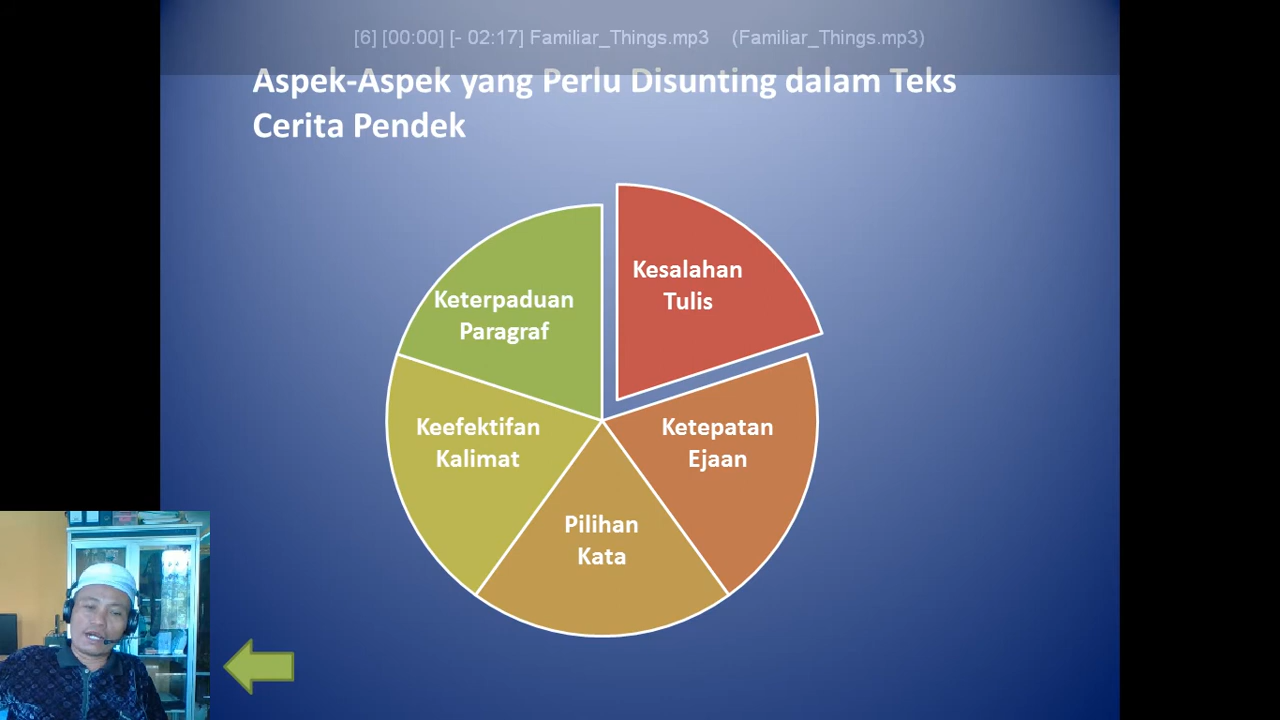 [6] [00:00] [- 02:17] Familiar_Things.mp3 (Familiar_Things.mp3)
Aspek-Aspek yang Perlu Disunting dalam Teks
Cerita Pendek
Kesalahan
Tulis
Keterpaduan
Paragraf
Keefektifan
Kalimat
Ketepatan
Ejaan
Pilihan
Kata